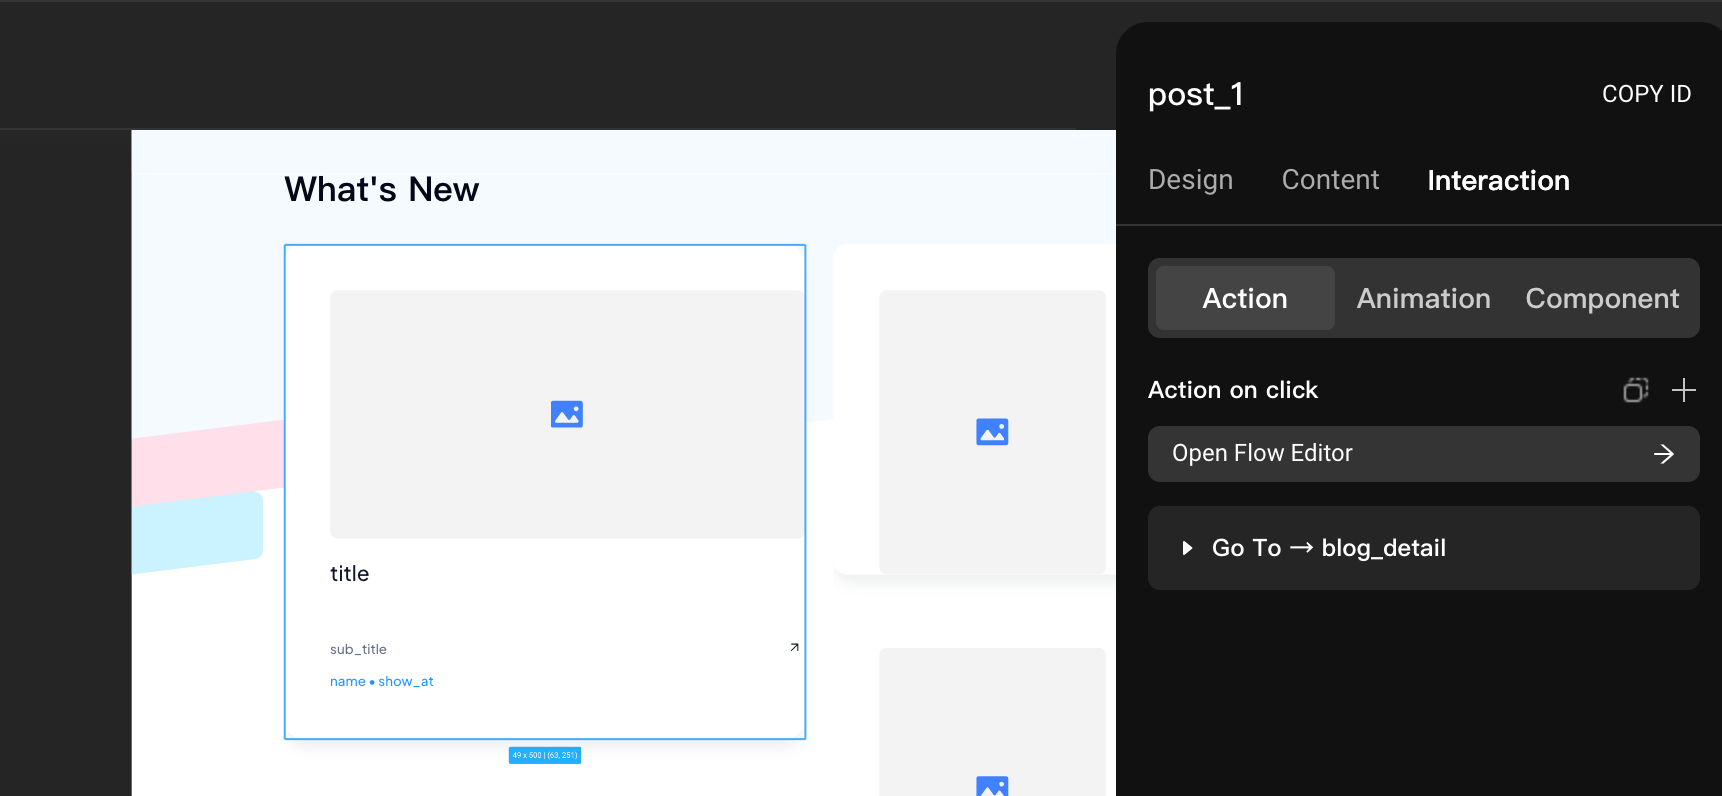 What's New
title
sub_title
name • show_at
49 x 500 | (63, 251)
post_1
COPY ID
Design Content Interaction
Action Animation Component
Action on click
Open Flow Editor
Go To → blog_detail